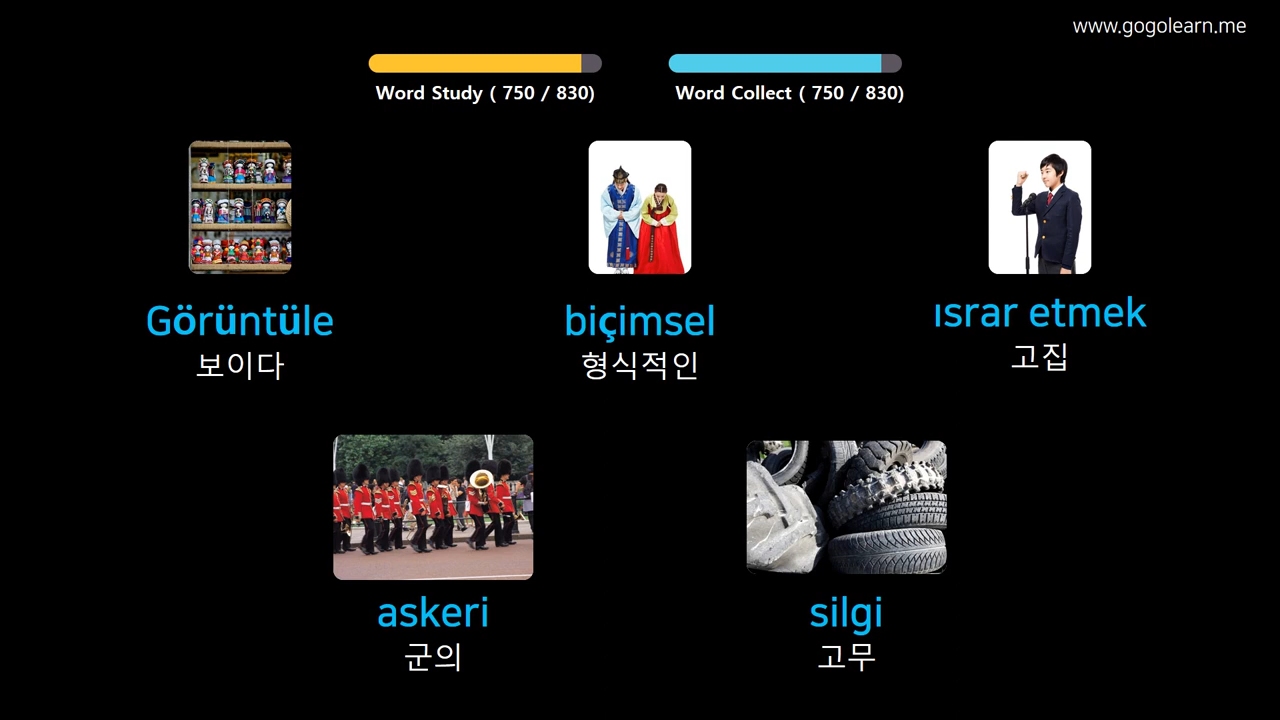 www.gogolearn.me
Word Study ( 750 / 830)
Word Collect ( 750 / 830)
Görüntüle
보이다
biçimsel
형식적인
ısrar etmek
고집
askeri
군의
silgi
고무